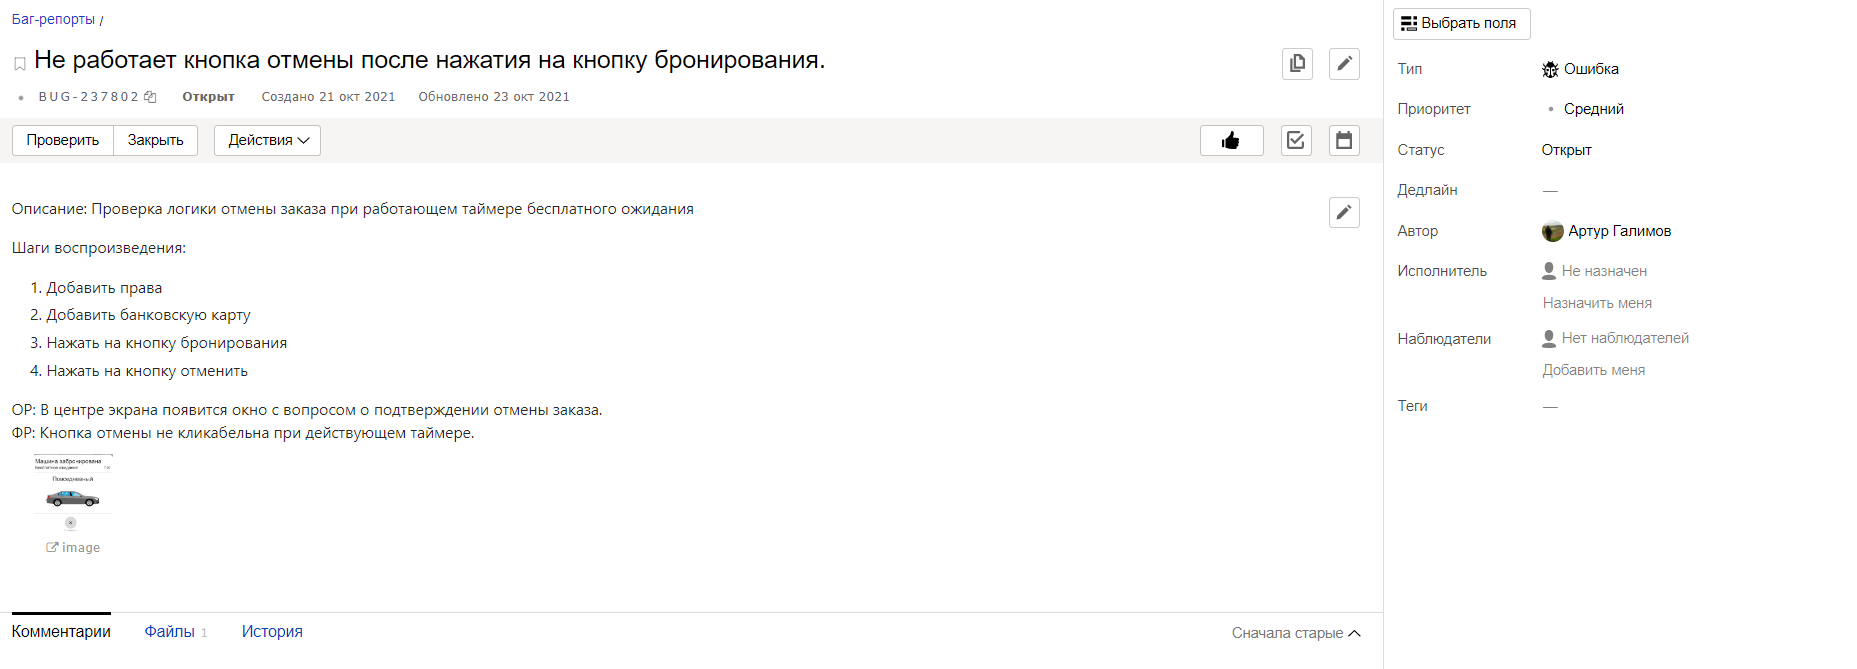 Баг-репорты /
Не работает кнопка отмены после нажатия на кнопку бронирования.
BUG-237802 Открыт Создано 21 окт 2021 Обновлено 23 окт 2021
Проверить Закрыть Действия
Описание: Проверка логики отмены заказа при работающем таймере бесплатного ожидания
Шаги воспроизведения:
1. Добавить права
2. Добавить банковскую карту
3. Нажать на кнопку бронирования
4. Нажать на кнопку отменить
ОР: В центре экрана появится окно с вопросом о подтверждении отмены заказа.
ФР: Кнопка отмены не кликабельна при действующем таймере.
Машина забронирована
Бесплатное ожидание
Повседневный
image
Комментарии Файлы 1 История Сначала старые
Выбрать поля
Тип Ошибка
Приоритет Средний
Статус Открыт
Дедлайн —
Автор Артур Галимов
Исполнитель Не назначен
Назначить меня
Наблюдатели Нет наблюдателей
Добавить меня
Теги —